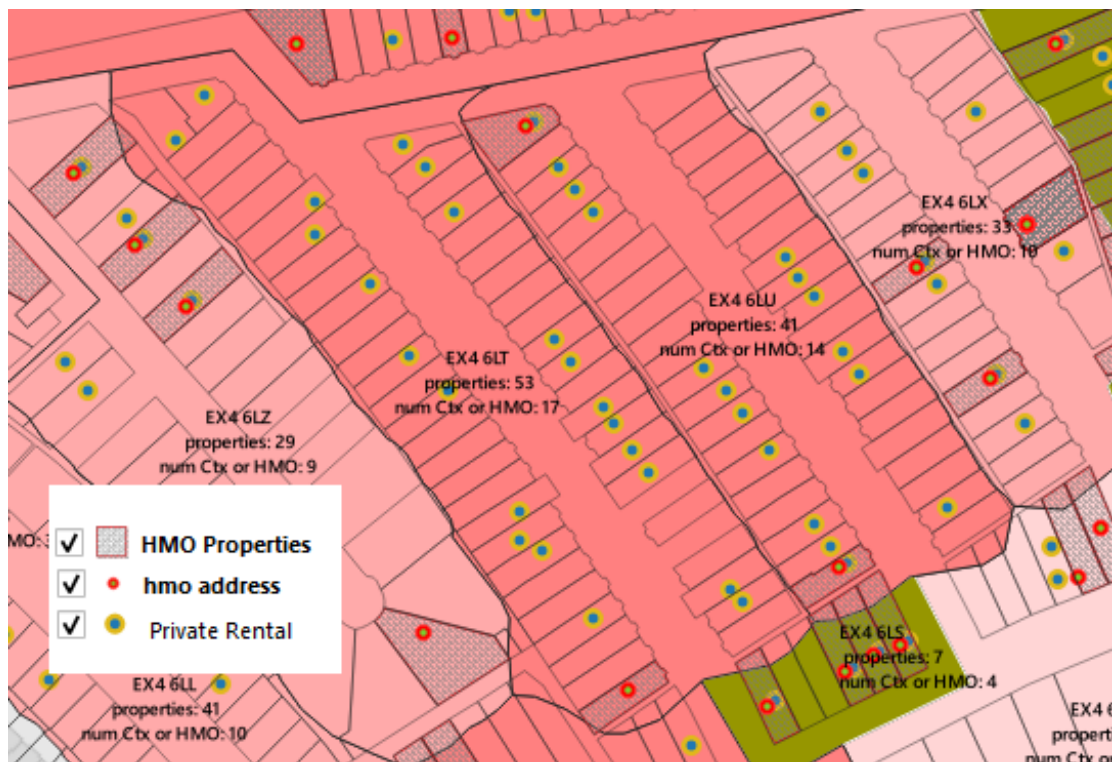 EX4 6LX
properties: 33
num Ctx or HMO: 10
EX4 6LU
properties: 41
num Ctx or HMO: 14
EX4 6LT
properties: 53
num Ctx or HMO: 17
EX4 6LZ
properties: 29
num Ctx or HMO: 9
HMO Properties
hmo address
Private Rental
EX4 6LS
properties: 7
num Ctx or HMO: 4
EX4 6LL
properties: 41
num Ctx or HMO: 10